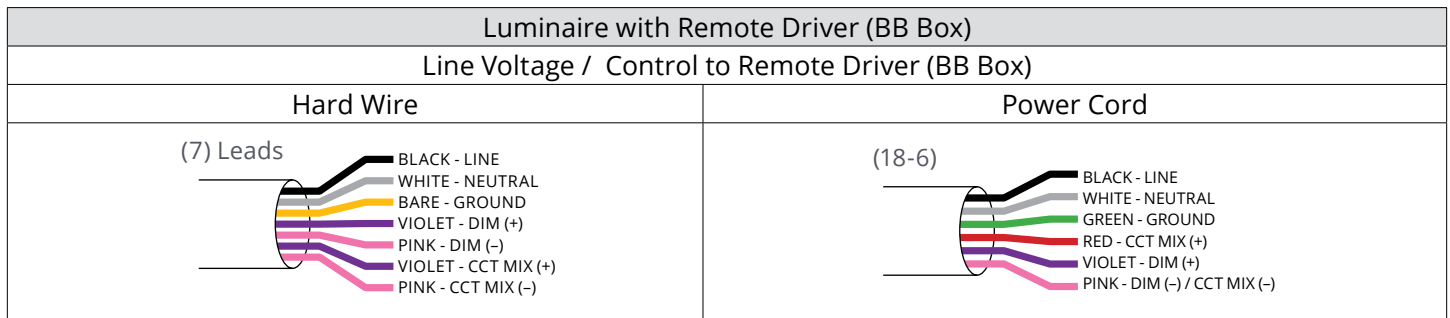 Luminaire with Remote Driver (BB Box)
Line Voltage /  Control to Remote Driver (BB Box)
Hard Wire
Power Cord
(7) Leads
BLACK - LINE
WHITE - NEUTRAL
BARE - GROUND
VIOLET - DIM (+)
PINK - DIM (–)
VIOLET - CCT MIX (+)
PINK - CCT MIX (–)
(18-6)
BLACK - LINE
WHITE - NEUTRAL
GREEN - GROUND
RED - CCT MIX (+)
VIOLET - DIM (+)
PINK - DIM (–) / CCT MIX (–)